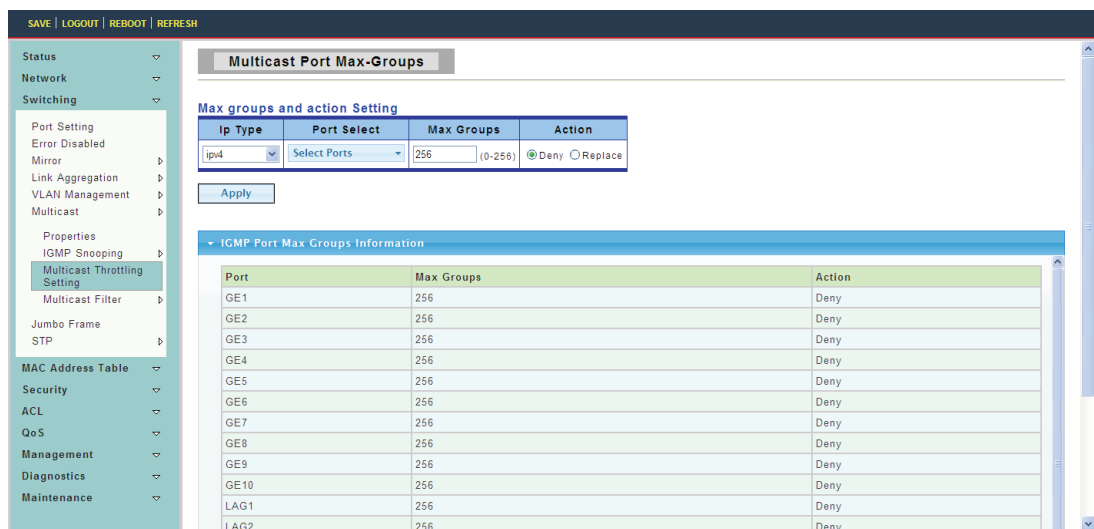 SAVE | LOGOUT | REBOOT | REFRESH
Status
Network
Switching
Port Setting
Error Disabled
Mirror
Link Aggregation
VLAN Management
Multicast
Properties
IGMP Snooping
Multicast Throttling
Setting
Multicast Filter
Jumbo Frame
STP
MAC Address Table
Security
ACL
QoS
Management
Diagnostics
Maintenance
Multicast Port Max-Groups
Max groups and action Setting
Ip Type Port Select Max Groups Action
ipv4 Select Ports 256 (0-256) Deny Replace
Apply
IGMP Port Max Groups Information
Port Max Groups Action
GE1 256 Deny
GE2 256 Deny
GE3 256 Deny
GE4 256 Deny
GE5 256 Deny
GE6 256 Deny
GE7 256 Deny
GE8 256 Deny
GE9 256 Deny
GE10 256 Deny
LAG1 256 Deny
LAG2 256 Deny